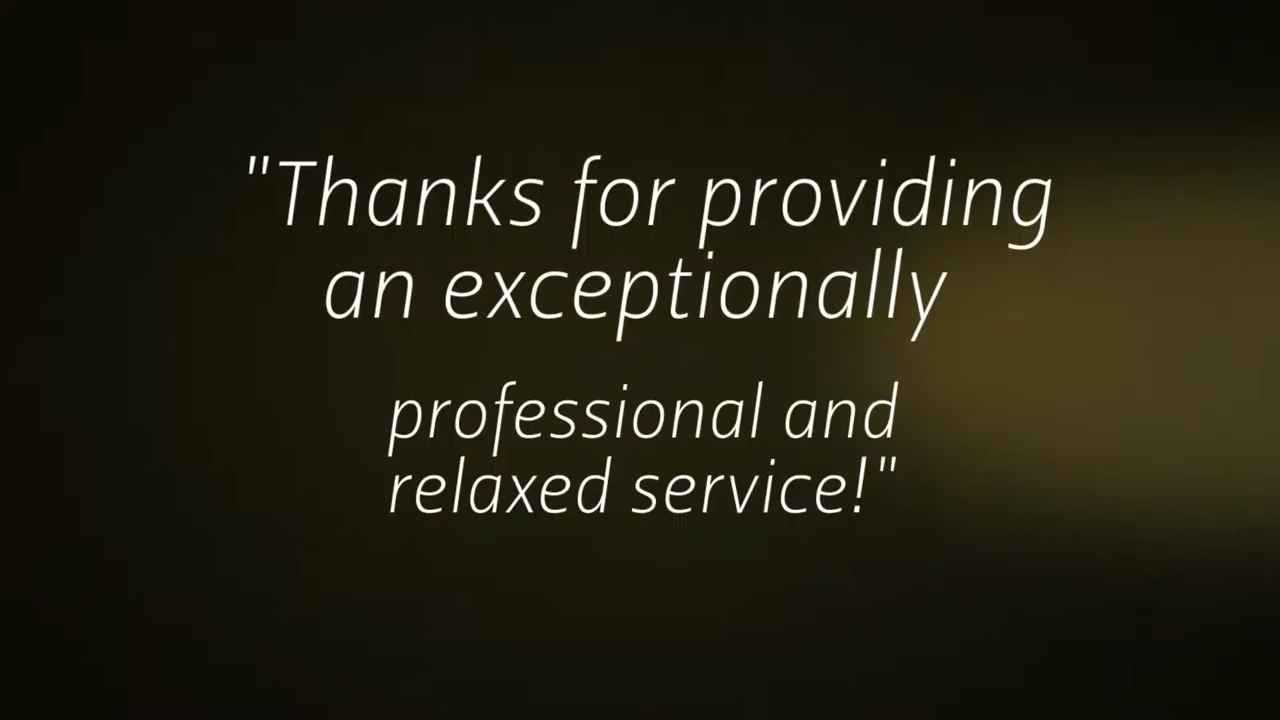 "Thanks for providing
an exceptionally
professional and
relaxed service!"